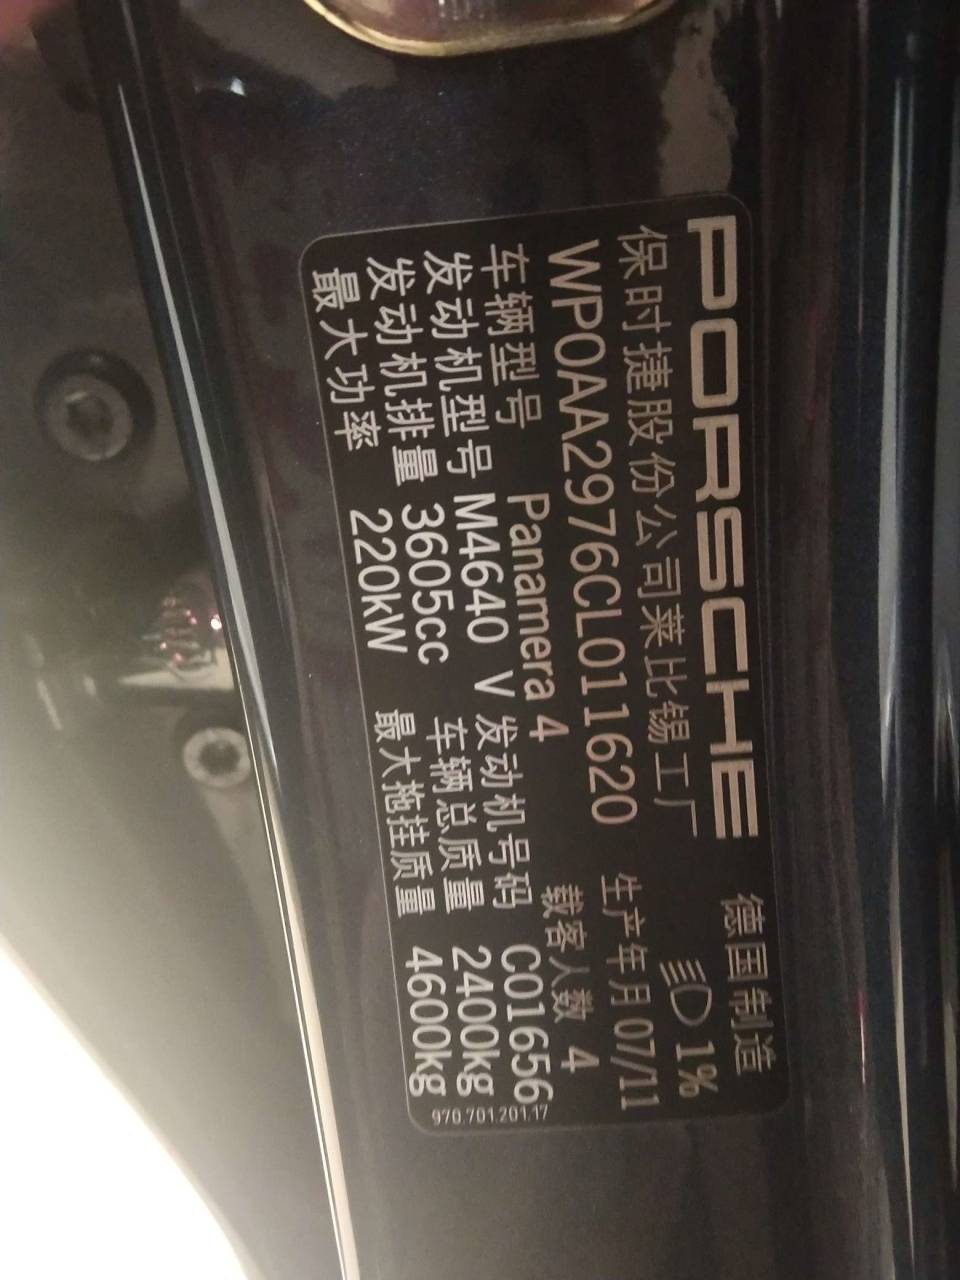 PORSCHE 德国制造
保时捷股份公司莱比锡工厂 1%
WP0AA2976CL011620 生产年月 07/11
车辆型号 Panamera 4 载客人数 4
发动机型号 M4640 V 发动机号码 C01656
发动机排量 3605cc 车辆总质量 2400kg
最大功率 220kW 最大拖挂质量 4600kg
970.701.201.17